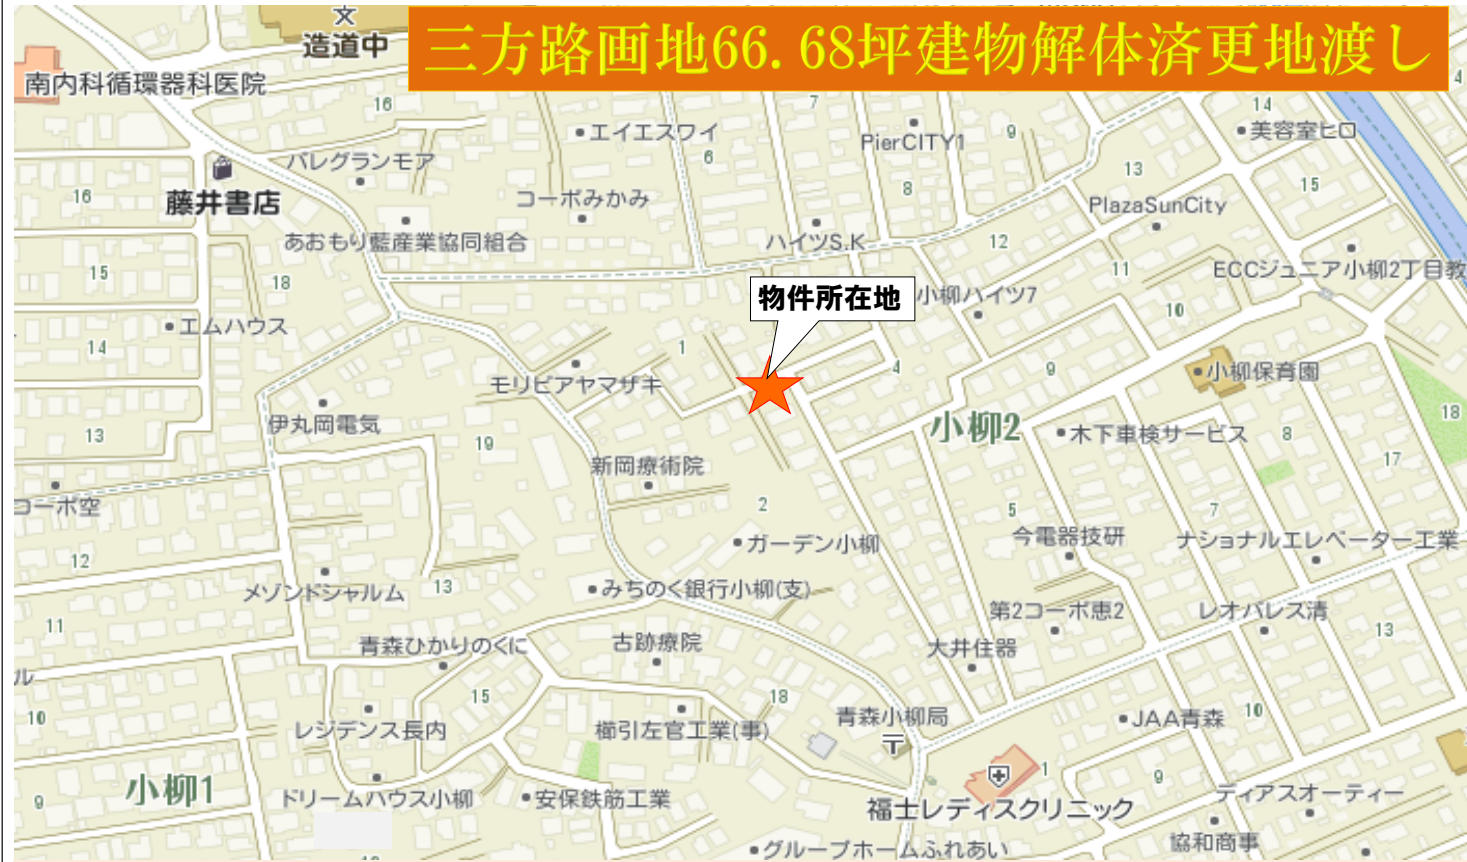 造道中
三方路画地66.68坪建物解体済更地渡し
南内科循環器科医院
4
16
7
14
エイエスワイ
PierCITY1
9
美容室ヒロ
パレグランモア
6
13
16
藤井書店
コーポみかみ
8
15
PlazaSunCity
あおもり藍産業協同組合
ハイツS.K
12
15
18
11
ECCジュニア小柳2丁目教
物件所在地
小柳ハイツ7
10
エムハウス
14
1
4
9
小柳保育園
モリビアヤマザキ
18
伊丸岡電気
小柳2
木下車検サービス
8
13
19
新岡療術院
17
コーポ空
2
5
7
12
ガーデン小柳
今電器技研
ナショナルエレベーター工業
メゾンドシャルム
13
みちのく銀行小柳(支)
第2コーポ恵2
レオパレス清
11
青森ひかりのくに
古跡療院
大井住器
13
ル
15
18
10
レジデンス長内
櫛引左官工業(事)
青森小柳局
JAA青森
10
小柳1
9
ドリームハウス小柳
安保鉄筋工業
1
9
福士レディスクリニック
ディアスオーティー
グループホームふれあい
協和商事